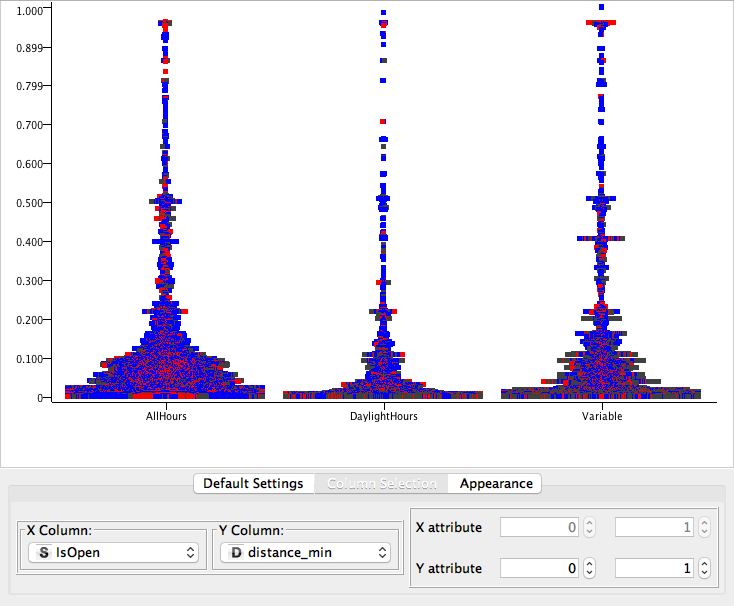 1.000
0.899
0.799
0.700
0.600
0.500
0.400
0.300
0.200
0.100
0
AllHours DaylightHours Variable
Default Settings Column Selection Appearance
X Column: Y Column:
S IsOpen D distance_min
X attribute 0 1
Y attribute 0 1